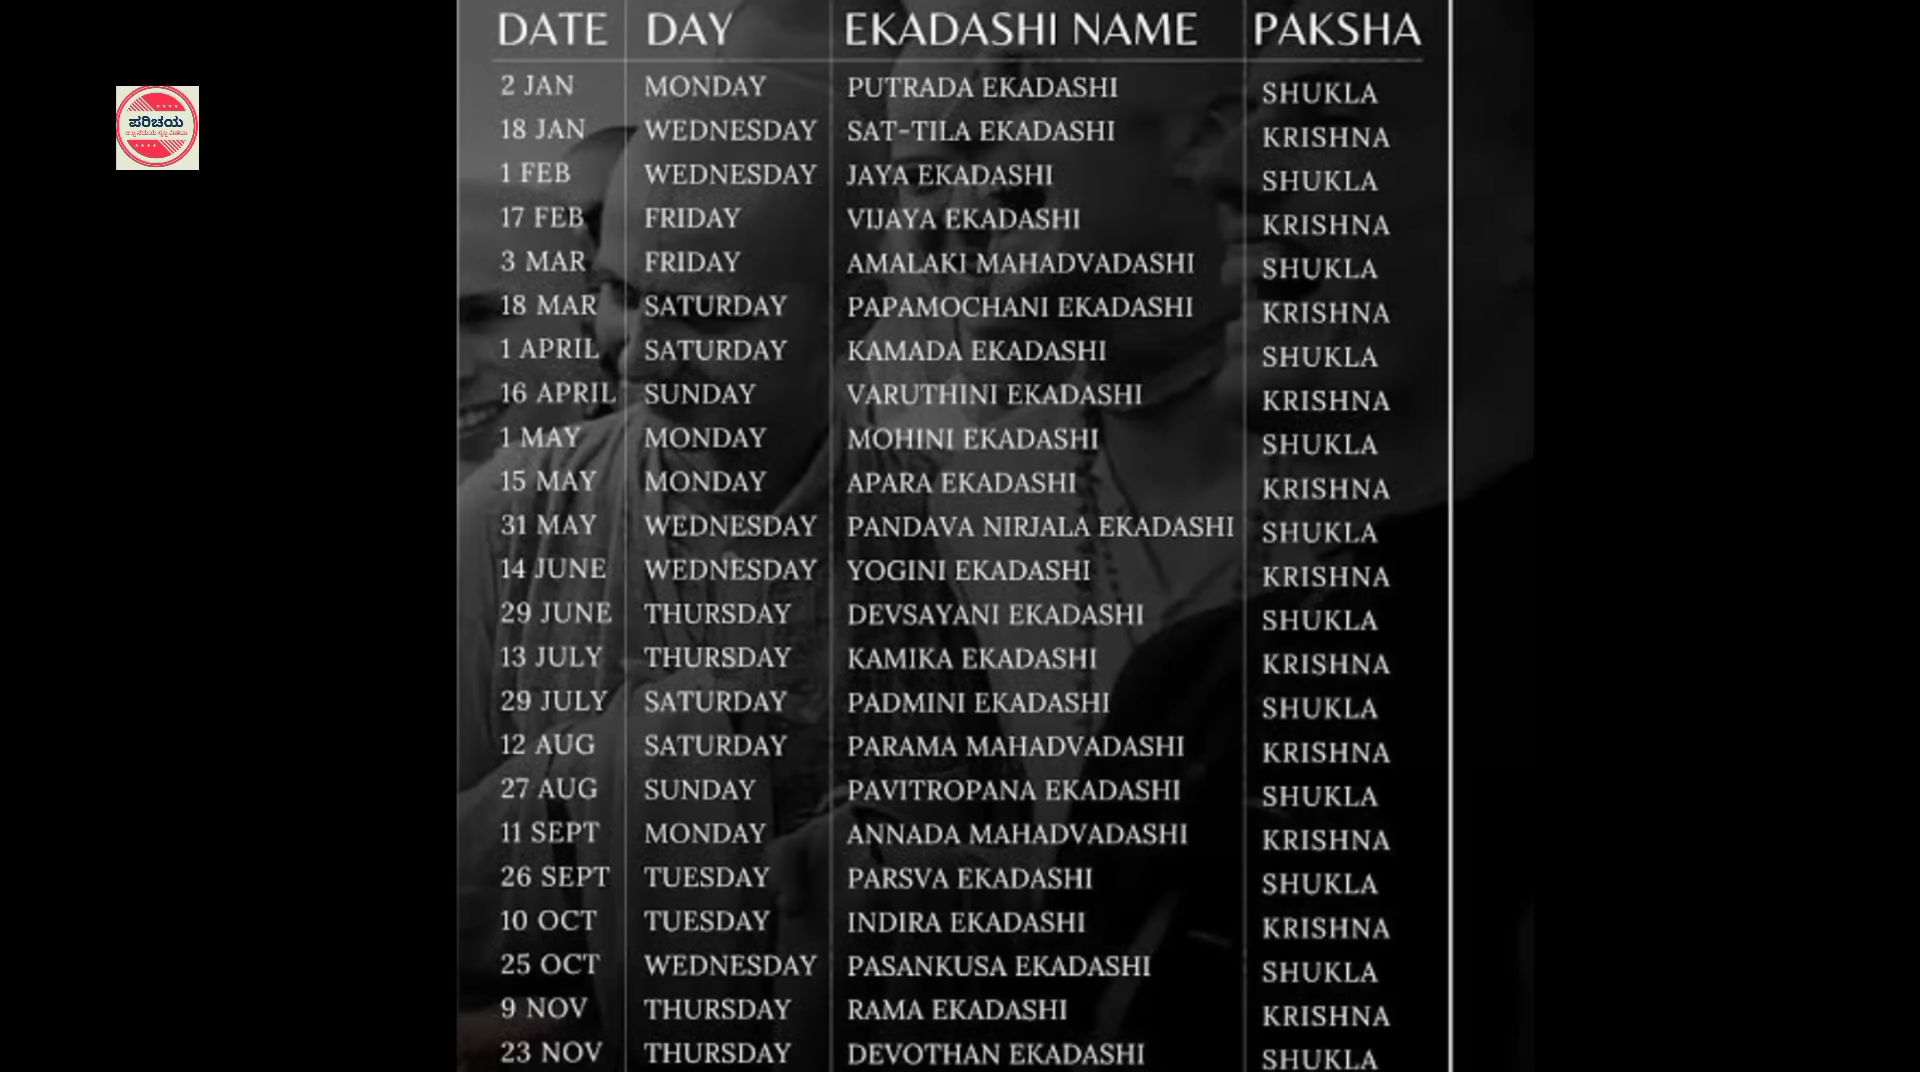 DATE DAY EKADASHI NAME PAKSHA
ಪರಿಚಯ
2 JAN MONDAY PUTRADA EKADASHI SHUKLA
18 JAN WEDNESDAY SAT-TILA EKADASHI KRISHNA
1 FEB WEDNESDAY JAYA EKADASHI SHUKLA
17 FEB FRIDAY VIJAYA EKADASHI KRISHNA
3 MAR FRIDAY AMALAKI MAHADVADASHI SHUKLA
18 MAR SATURDAY PAPAMOCHANI EKADASHI KRISHNA
1 APRIL SATURDAY KAMADA EKADASHI SHUKLA
16 APRIL SUNDAY VARUTHINI EKADASHI KRISHNA
1 MAY MONDAY MOHINI EKADASHI SHUKLA
15 MAY MONDAY APARA EKADASHI KRISHNA
31 MAY WEDNESDAY PANDAVA NIRJALA EKADASHI SHUKLA
14 JUNE WEDNESDAY YOGINI EKADASHI KRISHNA
29 JUNE THURSDAY DEVSAYANI EKADASHI SHUKLA
13 JULY THURSDAY KAMIKA EKADASHI KRISHNA
29 JULY SATURDAY PADMINI EKADASHI SHUKLA
12 AUG SATURDAY PARAMA MAHADVADASHI KRISHNA
27 AUG SUNDAY PAVITROPANA EKADASHI SHUKLA
11 SEPT MONDAY ANNADA MAHADVADASHI KRISHNA
26 SEPT TUESDAY PARSVA EKADASHI SHUKLA
10 OCT TUESDAY INDIRA EKADASHI KRISHNA
25 OCT WEDNESDAY PASANKUSA EKADASHI SHUKLA
9 NOV THURSDAY RAMA EKADASHI KRISHNA
23 NOV THURSDAY DEVOTHAN EKADASHI SHUKLA